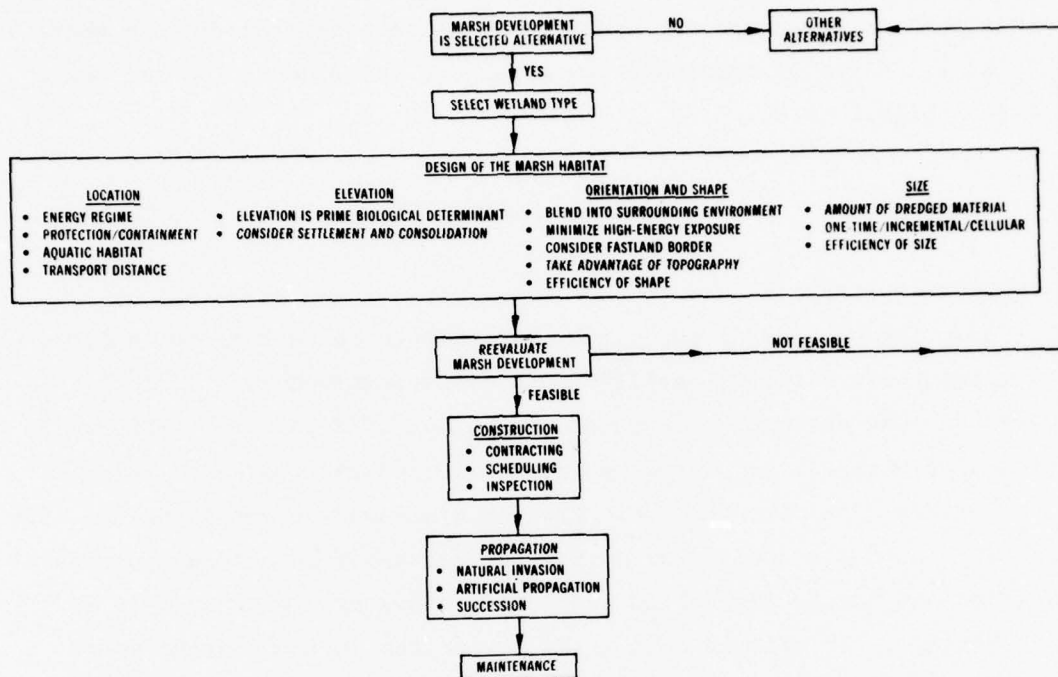 MARSH DEVELOPMENT
IS SELECTED ALTERNATIVE
NO
OTHER
ALTERNATIVES
YES
SELECT WETLAND TYPE
DESIGN OF THE MARSH HABITAT
LOCATION
• ENERGY REGIME
• PROTECTION/CONTAINMENT
• AQUATIC HABITAT
• TRANSPORT DISTANCE
ELEVATION
• ELEVATION IS PRIME BIOLOGICAL DETERMINANT
• CONSIDER SETTLEMENT AND CONSOLIDATION
ORIENTATION AND SHAPE
• BLEND INTO SURROUNDING ENVIRONMENT
• MINIMIZE HIGH-ENERGY EXPOSURE
• CONSIDER FASTLAND BORDER
• TAKE ADVANTAGE OF TOPOGRAPHY
• EFFICIENCY OF SHAPE
SIZE
• AMOUNT OF DREDGED MATERIAL
• ONE TIME/INCREMENTAL/CELLULAR
• EFFICIENCY OF SIZE
REEVALUATE
MARSH DEVELOPMENT
NOT FEASIBLE
FEASIBLE
CONSTRUCTION
• CONTRACTING
• SCHEDULING
• INSPECTION
PROPAGATION
• NATURAL INVASION
• ARTIFICIAL PROPAGATION
• SUCCESSION
MAINTENANCE